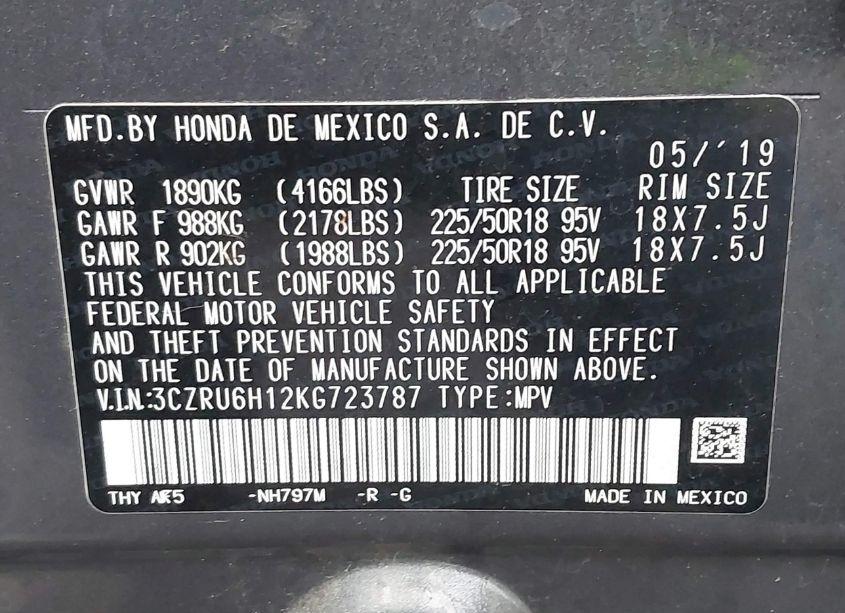 MFD.BY HONDA DE MEXICO S.A. DE C.V.
05/'19
GVWR 1890KG (4166LBS) TIRE SIZE RIM SIZE
GAWR F 988KG (2178LBS) 225/50R18 95V 18X7.5J
GAWR R 902KG (1988LBS) 225/50R18 95V 18X7.5J
THIS VEHICLE CONFORMS TO ALL APPLICABLE
FEDERAL MOTOR VEHICLE SAFETY
AND THEFT PREVENTION STANDARDS IN EFFECT
ON THE DATE OF MANUFACTURE SHOWN ABOVE.
V.I.N.:3CZRU6H12KG723787 TYPE:MPV
THY -NH797M -R -G MADE IN MEXICO